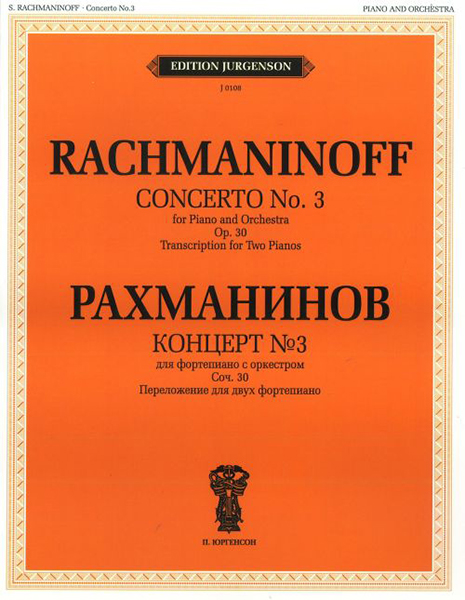 S. RACHMANINOFF · Concerto No.3
PIANO AND ORCHESTRA
EDITION JURGENSON
J 0108
RACHMANINOFF
CONCERTO No. 3
for Piano and Orchestra
Op. 30
Transcription for Two Pianos
РАХМАНИНОВ
КОНЦЕРТ №3
для фортепиано с оркестром
Соч. 30
Переложение для двух фортепиано
П. ЮРГЕНСОН